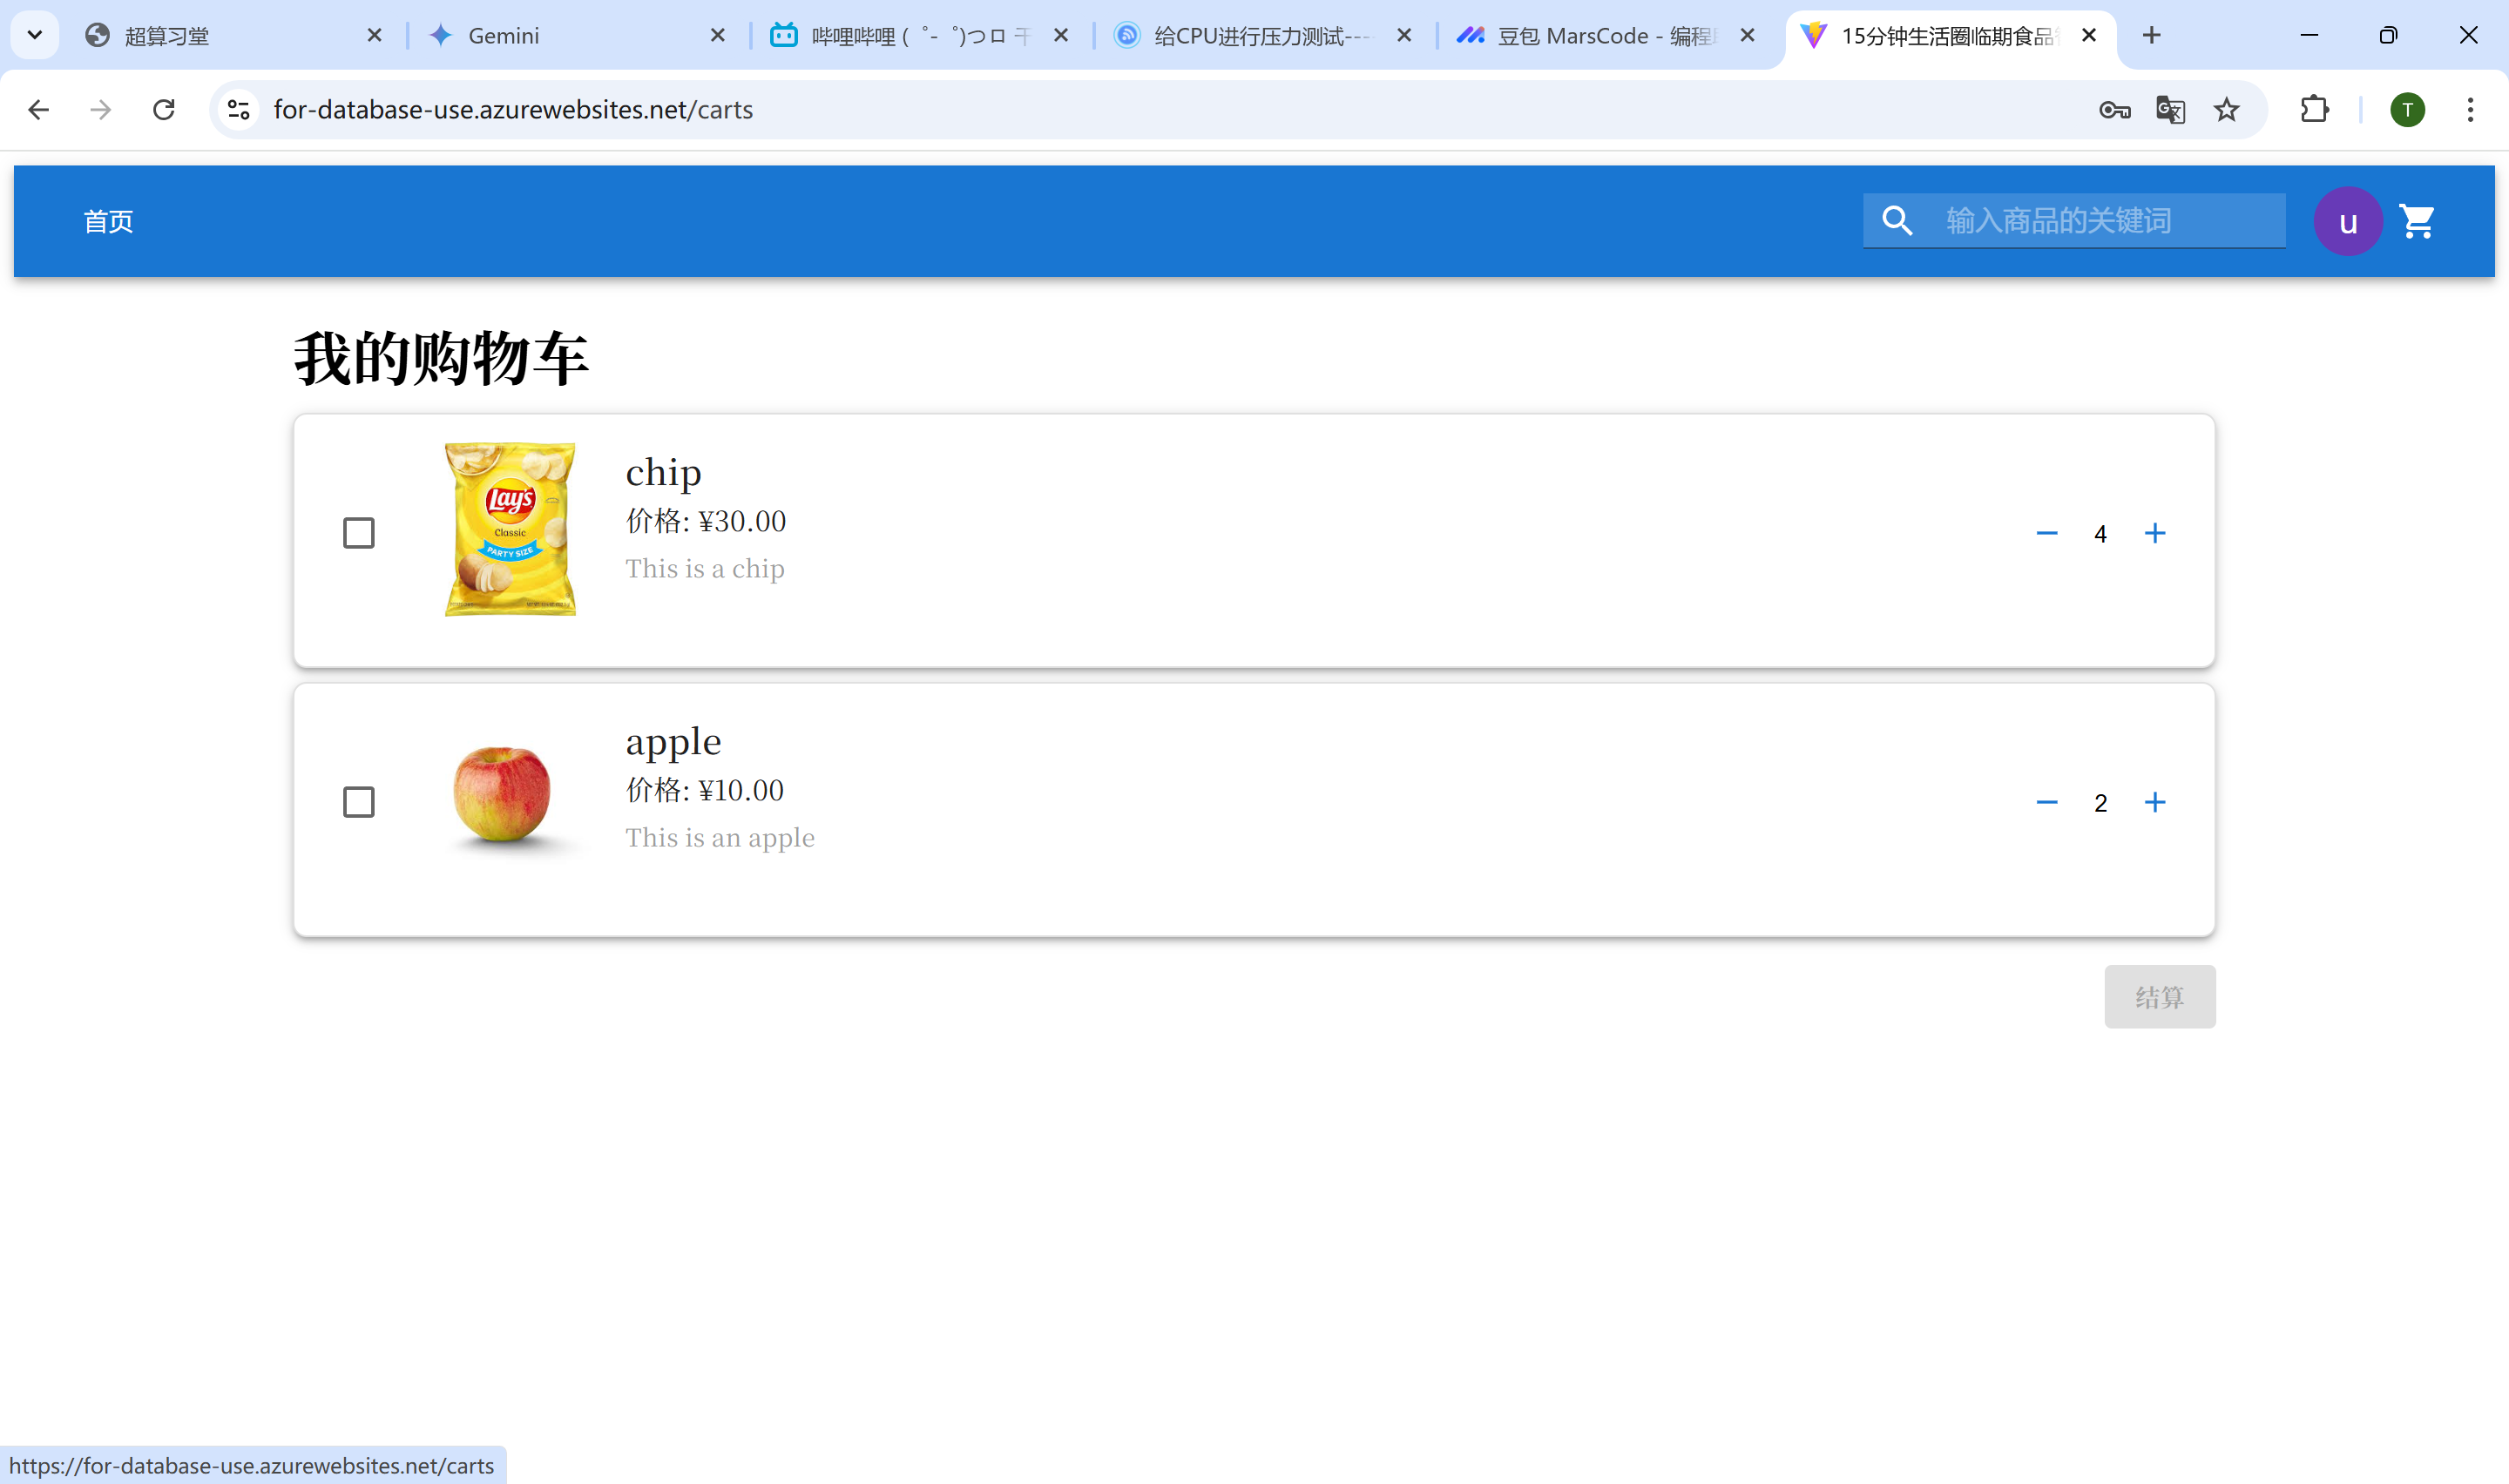 超算习堂
Gemini
哔哩哔哩 (゜-゜)つロ 干
给CPU进行压力测试---
豆包 MarsCode - 编程
15分钟生活圈临期食品
for-database-use.azurewebsites.net/carts
T
首页
输入商品的关键词
u
我的购物车
Lay's
Classic
PARTY SIZE
chip
价格: ¥30.00
This is a chip
4
apple
价格: ¥10.00
This is an apple
2
结算
https://for-database-use.azurewebsites.net/carts